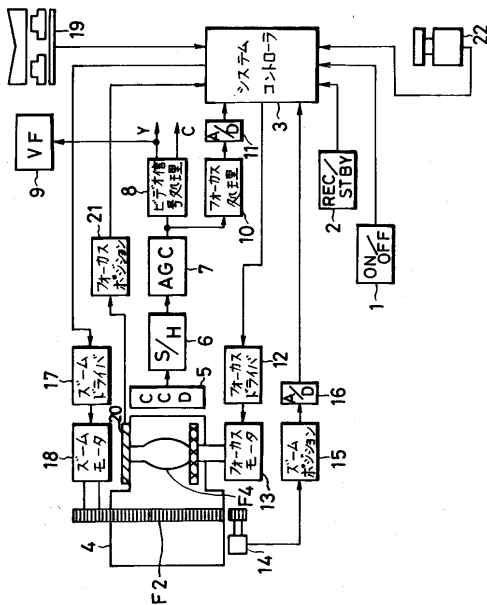 19
システム
コントローラ
3
22
Y
C
A/D
11
VF
9
ビデオ信
号処理
8
フォーカス
処理
10
REC/
STBY
2
ON/
OFF
1
フォーカス
ポジション
21
AGC
7
S/H
6
CCD
5
ズーム
ドライバ
17
フォーカス
ドライバ
12
A/D
16
ズーム
モータ
18
20
F4
フォーカス
モータ
13
ズーム
ポジション
15
4
F2
14